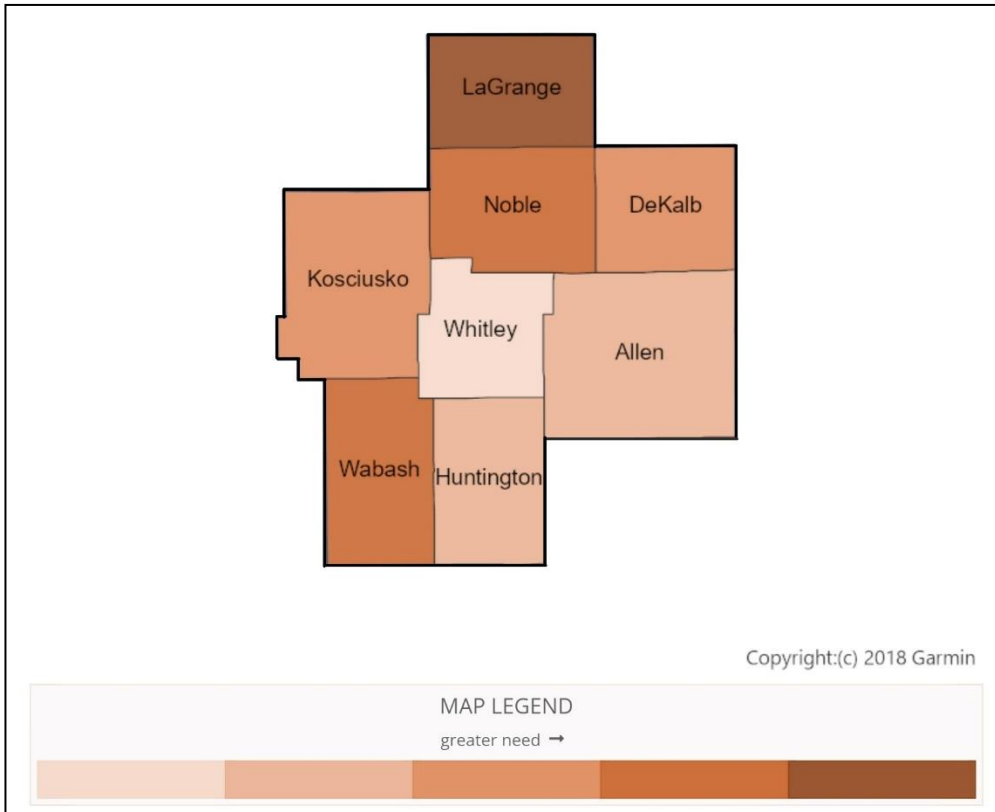 LaGrange
Noble
DeKalb
Kosciusko
Whitley
Allen
Wabash
Huntington
Copyright:(c) 2018 Garmin
MAP LEGEND
greater need ➞